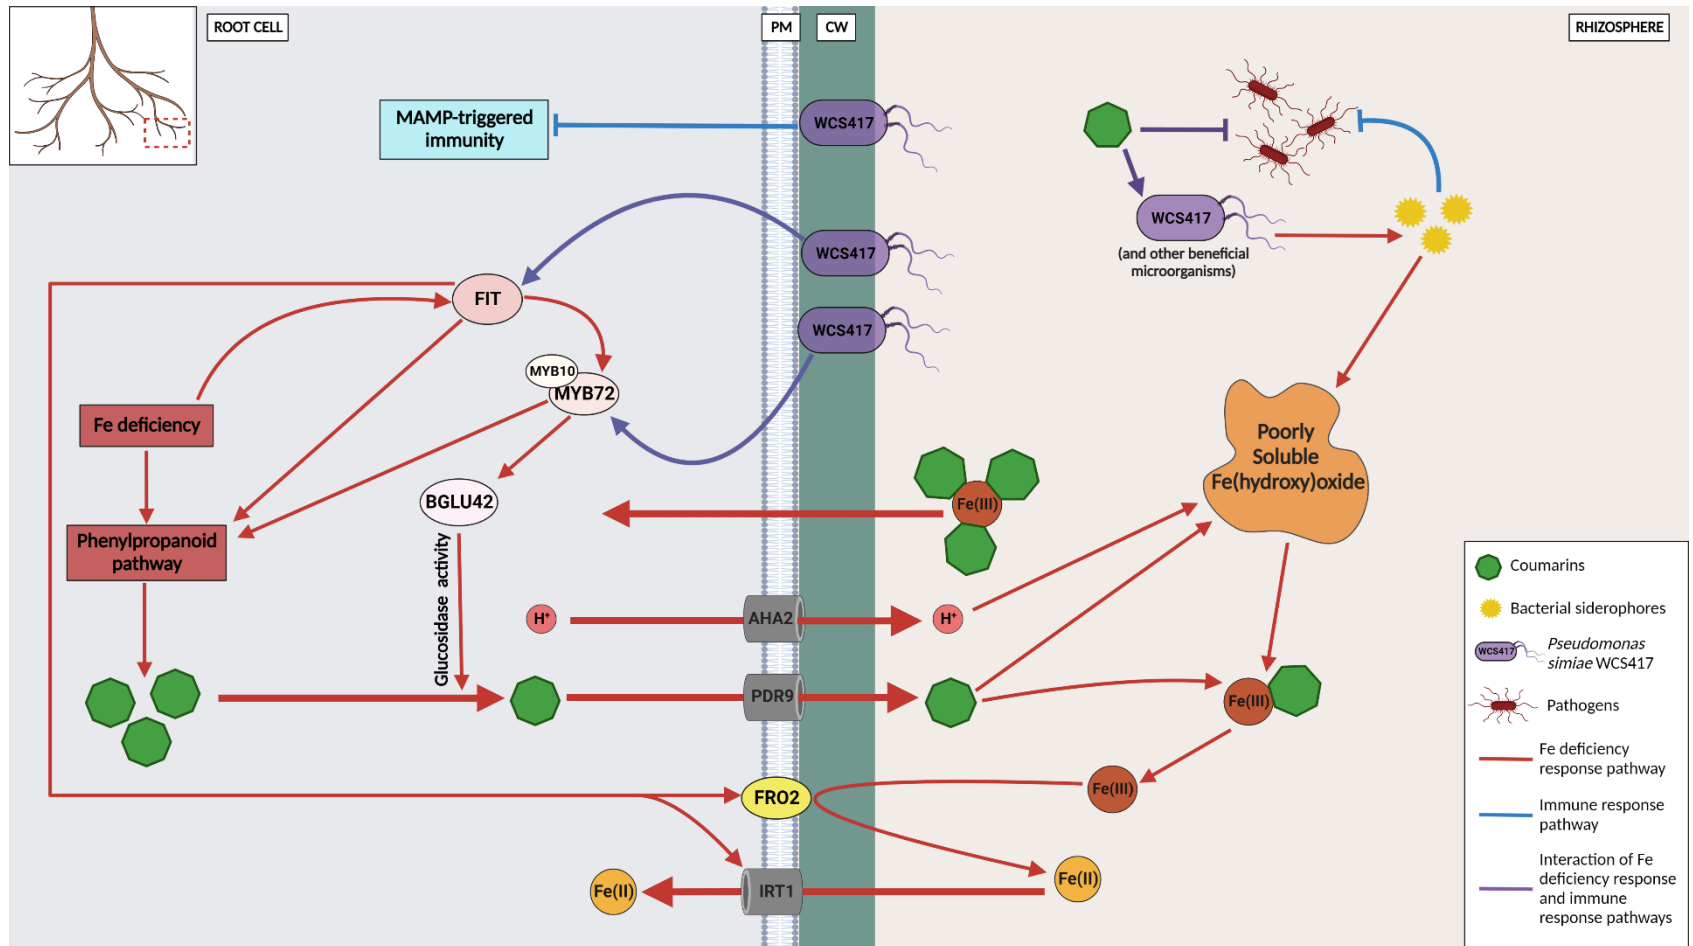 ROOT CELL
PM
CW
RHIZOSPHERE
MAMP-triggered
immunity
WCS417
WCS417
(and other beneficial
microorganisms)
WCS417
FIT
WCS417
MYB10
MYB72
Fe deficiency
Poorly
Soluble
Fe(hydroxy)oxide
BGLU42
Fe(III)
Phenylpropanoid
pathway
Glucosidase activity
H+
AHA2
H+
PDR9
Fe(III)
FRO2
Fe(III)
Fe(II)
IRT1
Fe(II)
Coumarins
Bacterial siderophores
WCS417
Pseudomonas
simiae WCS417
Pathogens
Fe deficiency
response pathway
Immune response
pathway
Interaction of Fe
deficiency response
and immune
response pathways